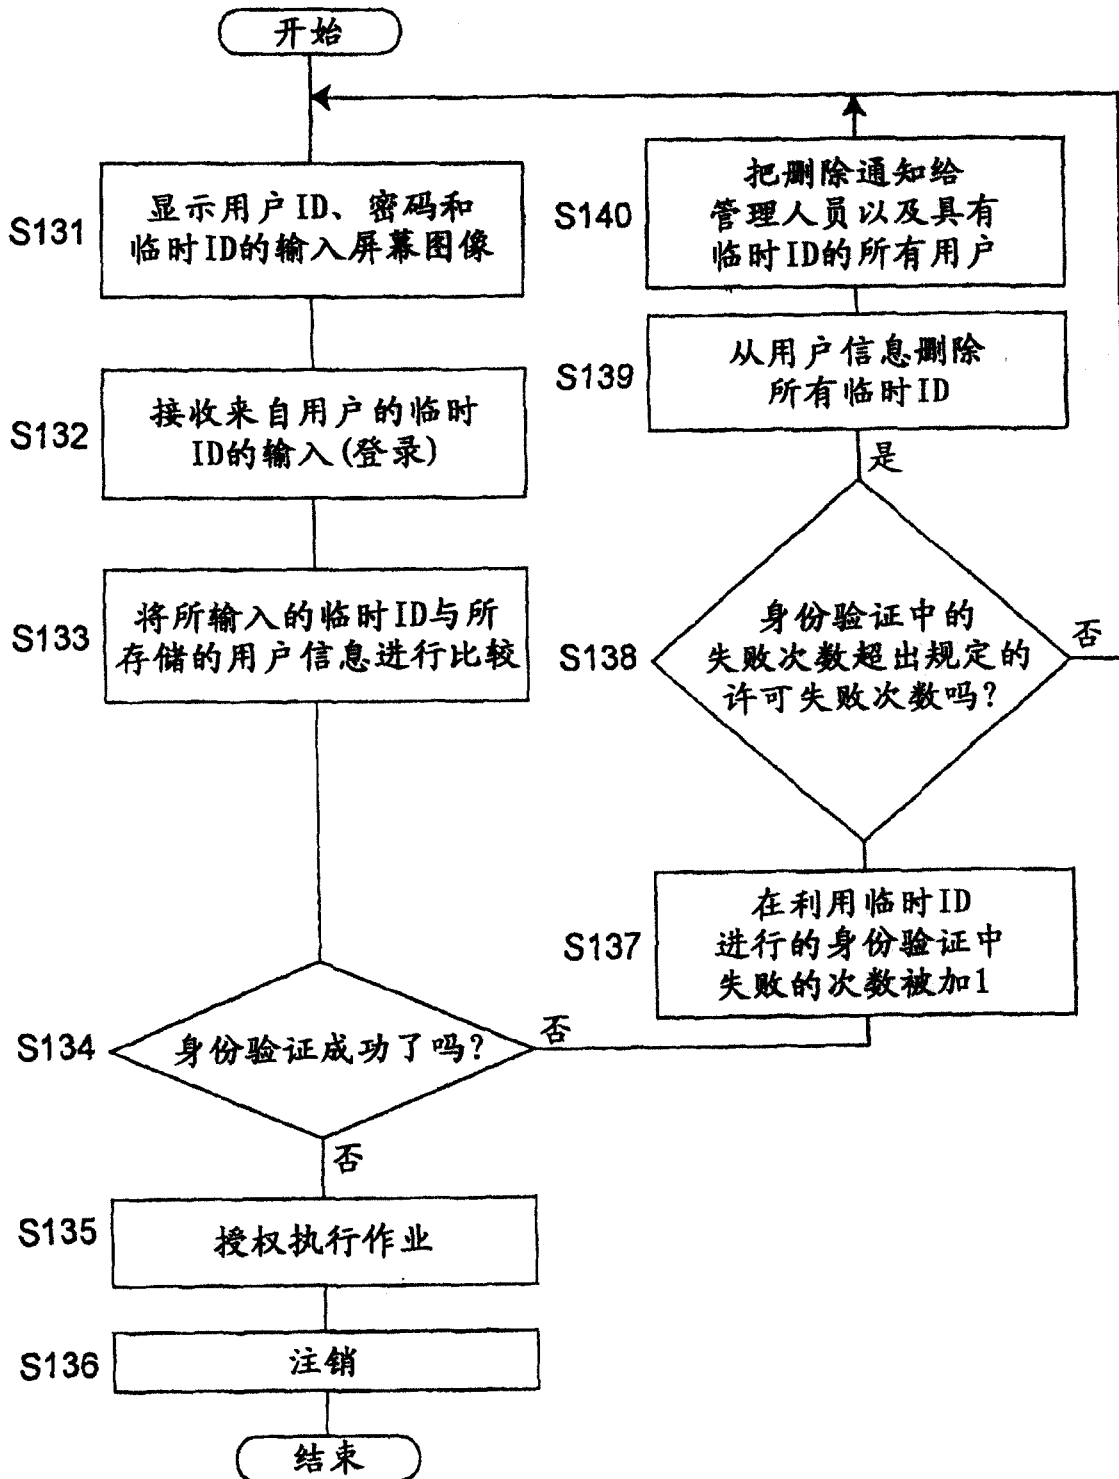 开始
S131
显示用户ID、密码和
临时ID的输入屏幕图像
S132
接收来自用户的临时
ID的输入(登录)
S133
将所输入的临时ID与所
存储的用户信息进行比较
S134
身份验证成功了吗?
否
否
S135
授权执行作业
S136
注销
结束
S140
把删除通知给
管理人员以及具有
临时ID的所有用户
S139
从用户信息删除
所有临时ID
是
S138
身份验证中的
失败次数超出规定的
许可失败次数吗?
否
S137
在利用临时ID
进行的身份验证中
失败的次数被加1